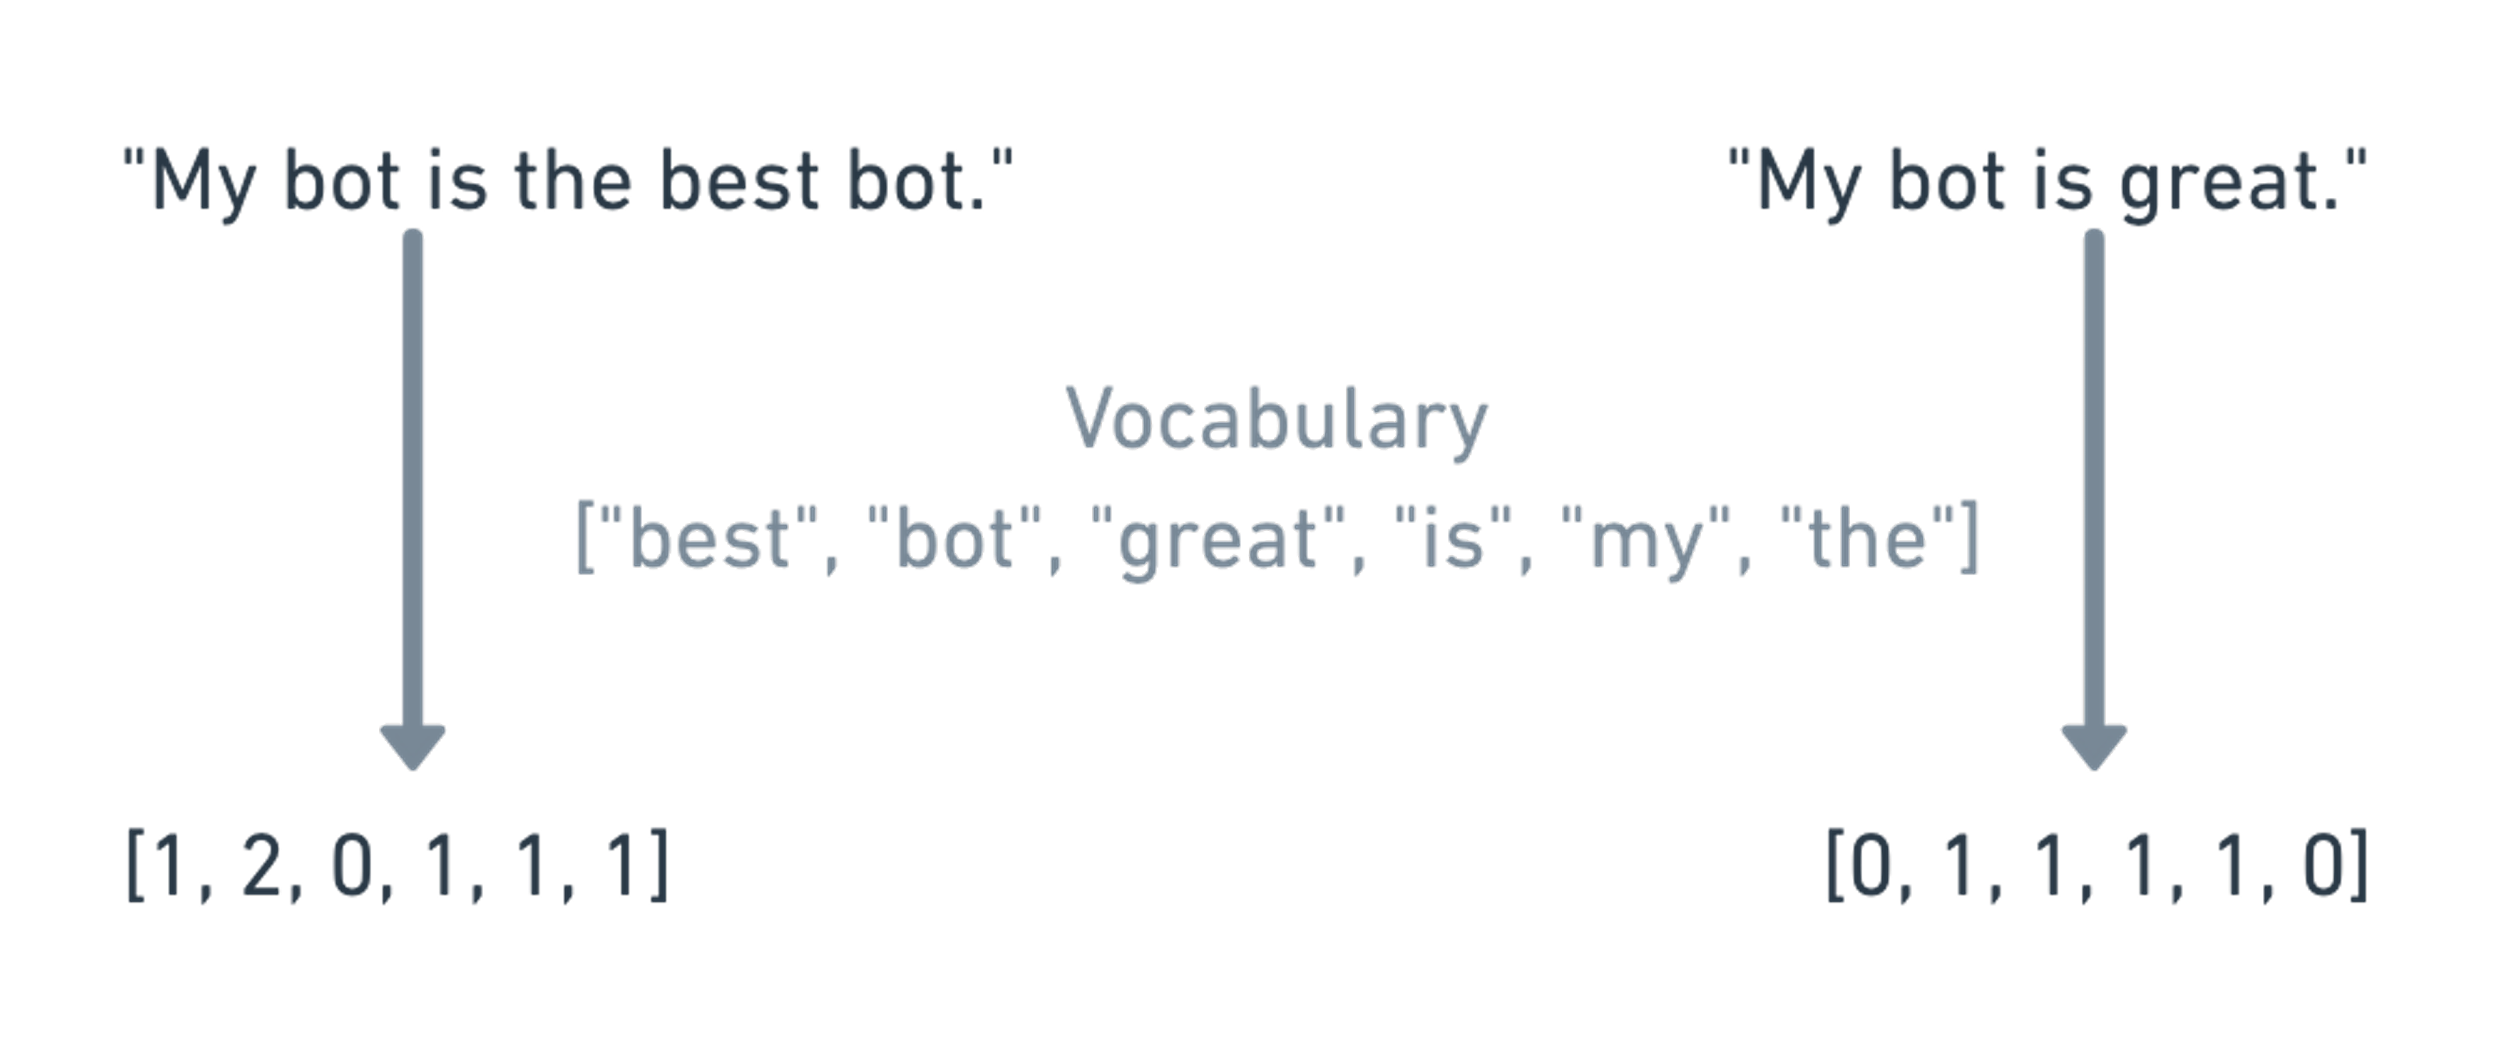 "My bot is the best bot."
"My bot is great."
Vocabulary
["best", "bot", "great", "is", "my", "the"]
[1, 2, 0, 1, 1, 1]
[0, 1, 1, 1, 1, 0]